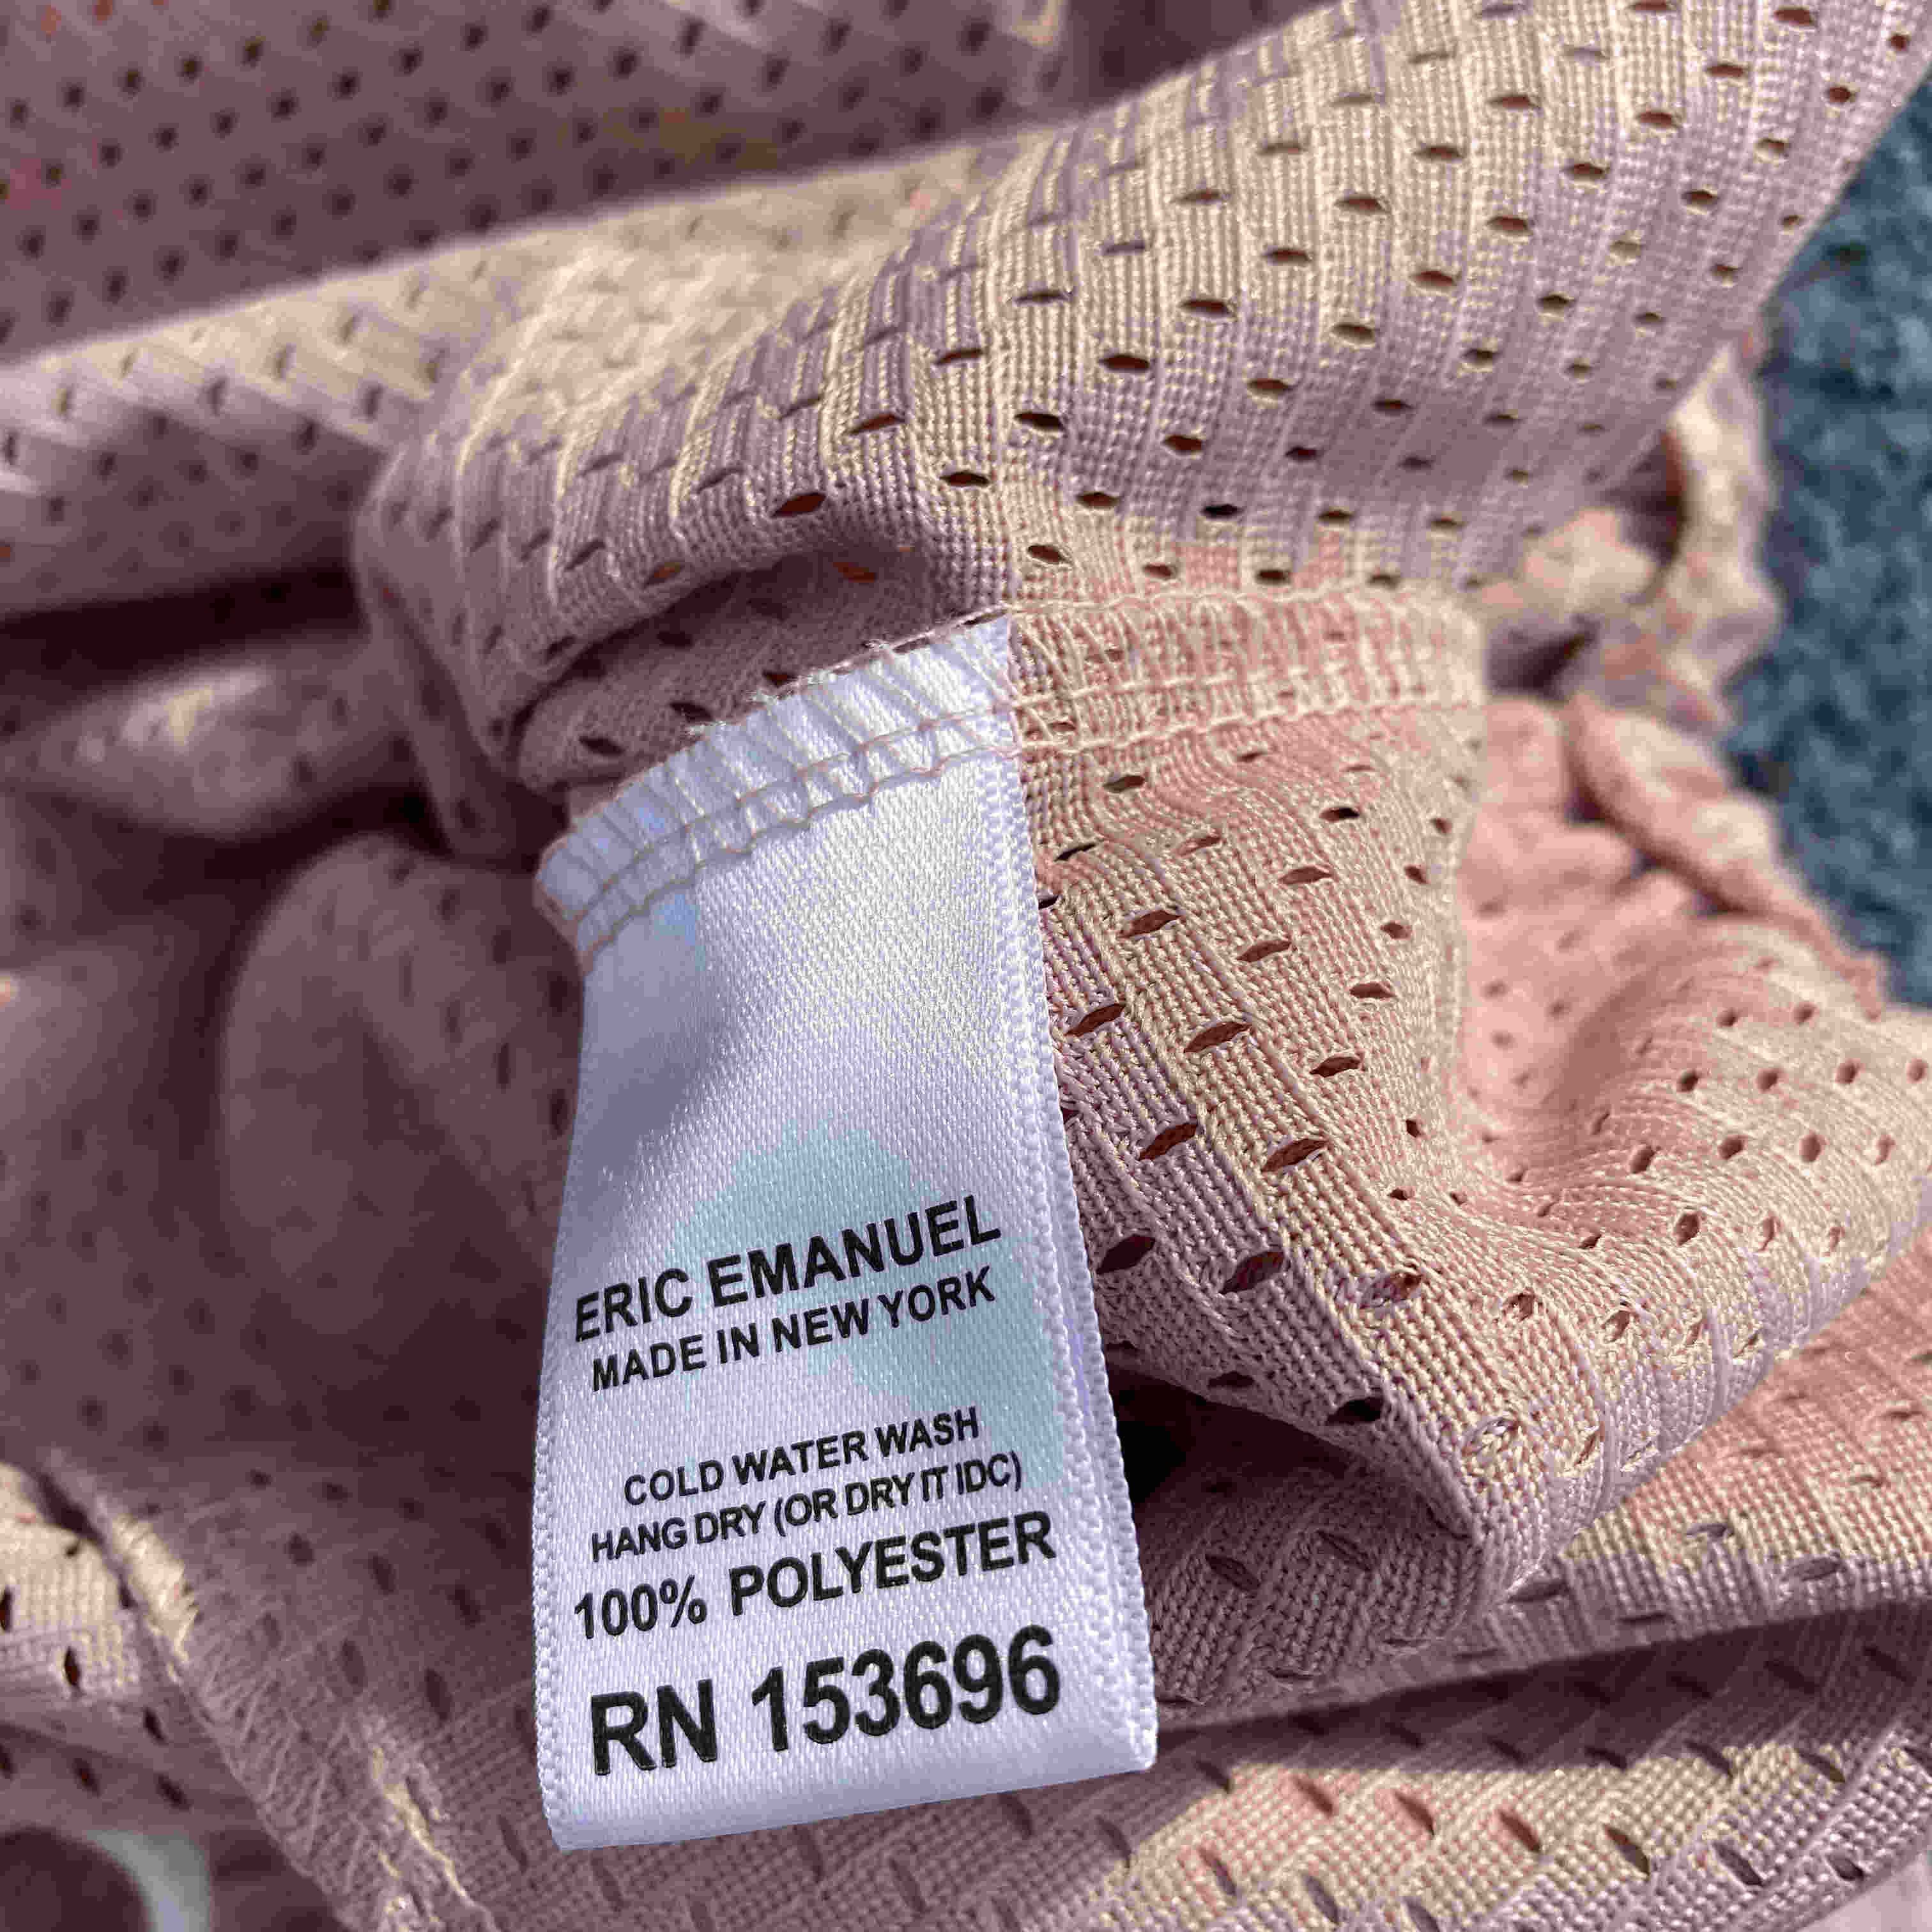 ERIC EMANUEL
MADE IN NEW YORK
COLD WATER WASH
HANG DRY (OR DRY IT IDC)
100% POLYESTER
RN 153696